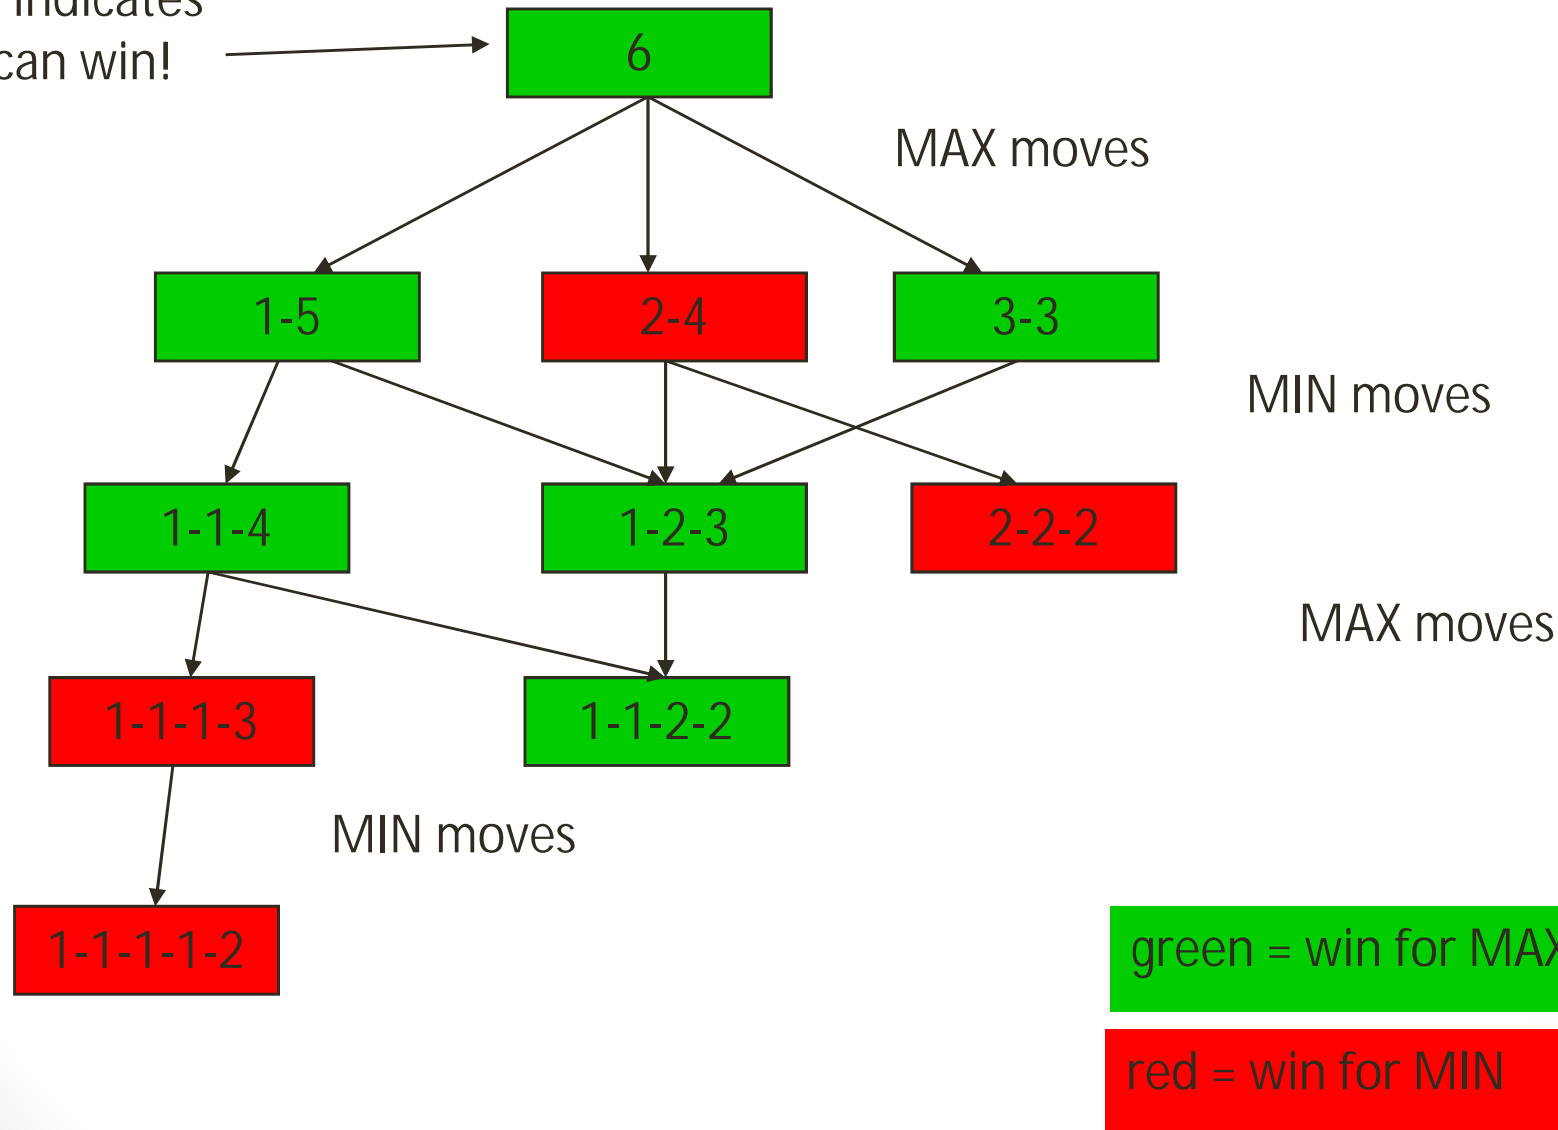 indicates
can win!
6
MAX moves
1-5
2-4
3-3
MIN moves
1-1-4
1-2-3
2-2-2
MAX moves
1-1-1-3
1-1-2-2
MIN moves
1-1-1-1-2
green = win for MAX
red = win for MIN